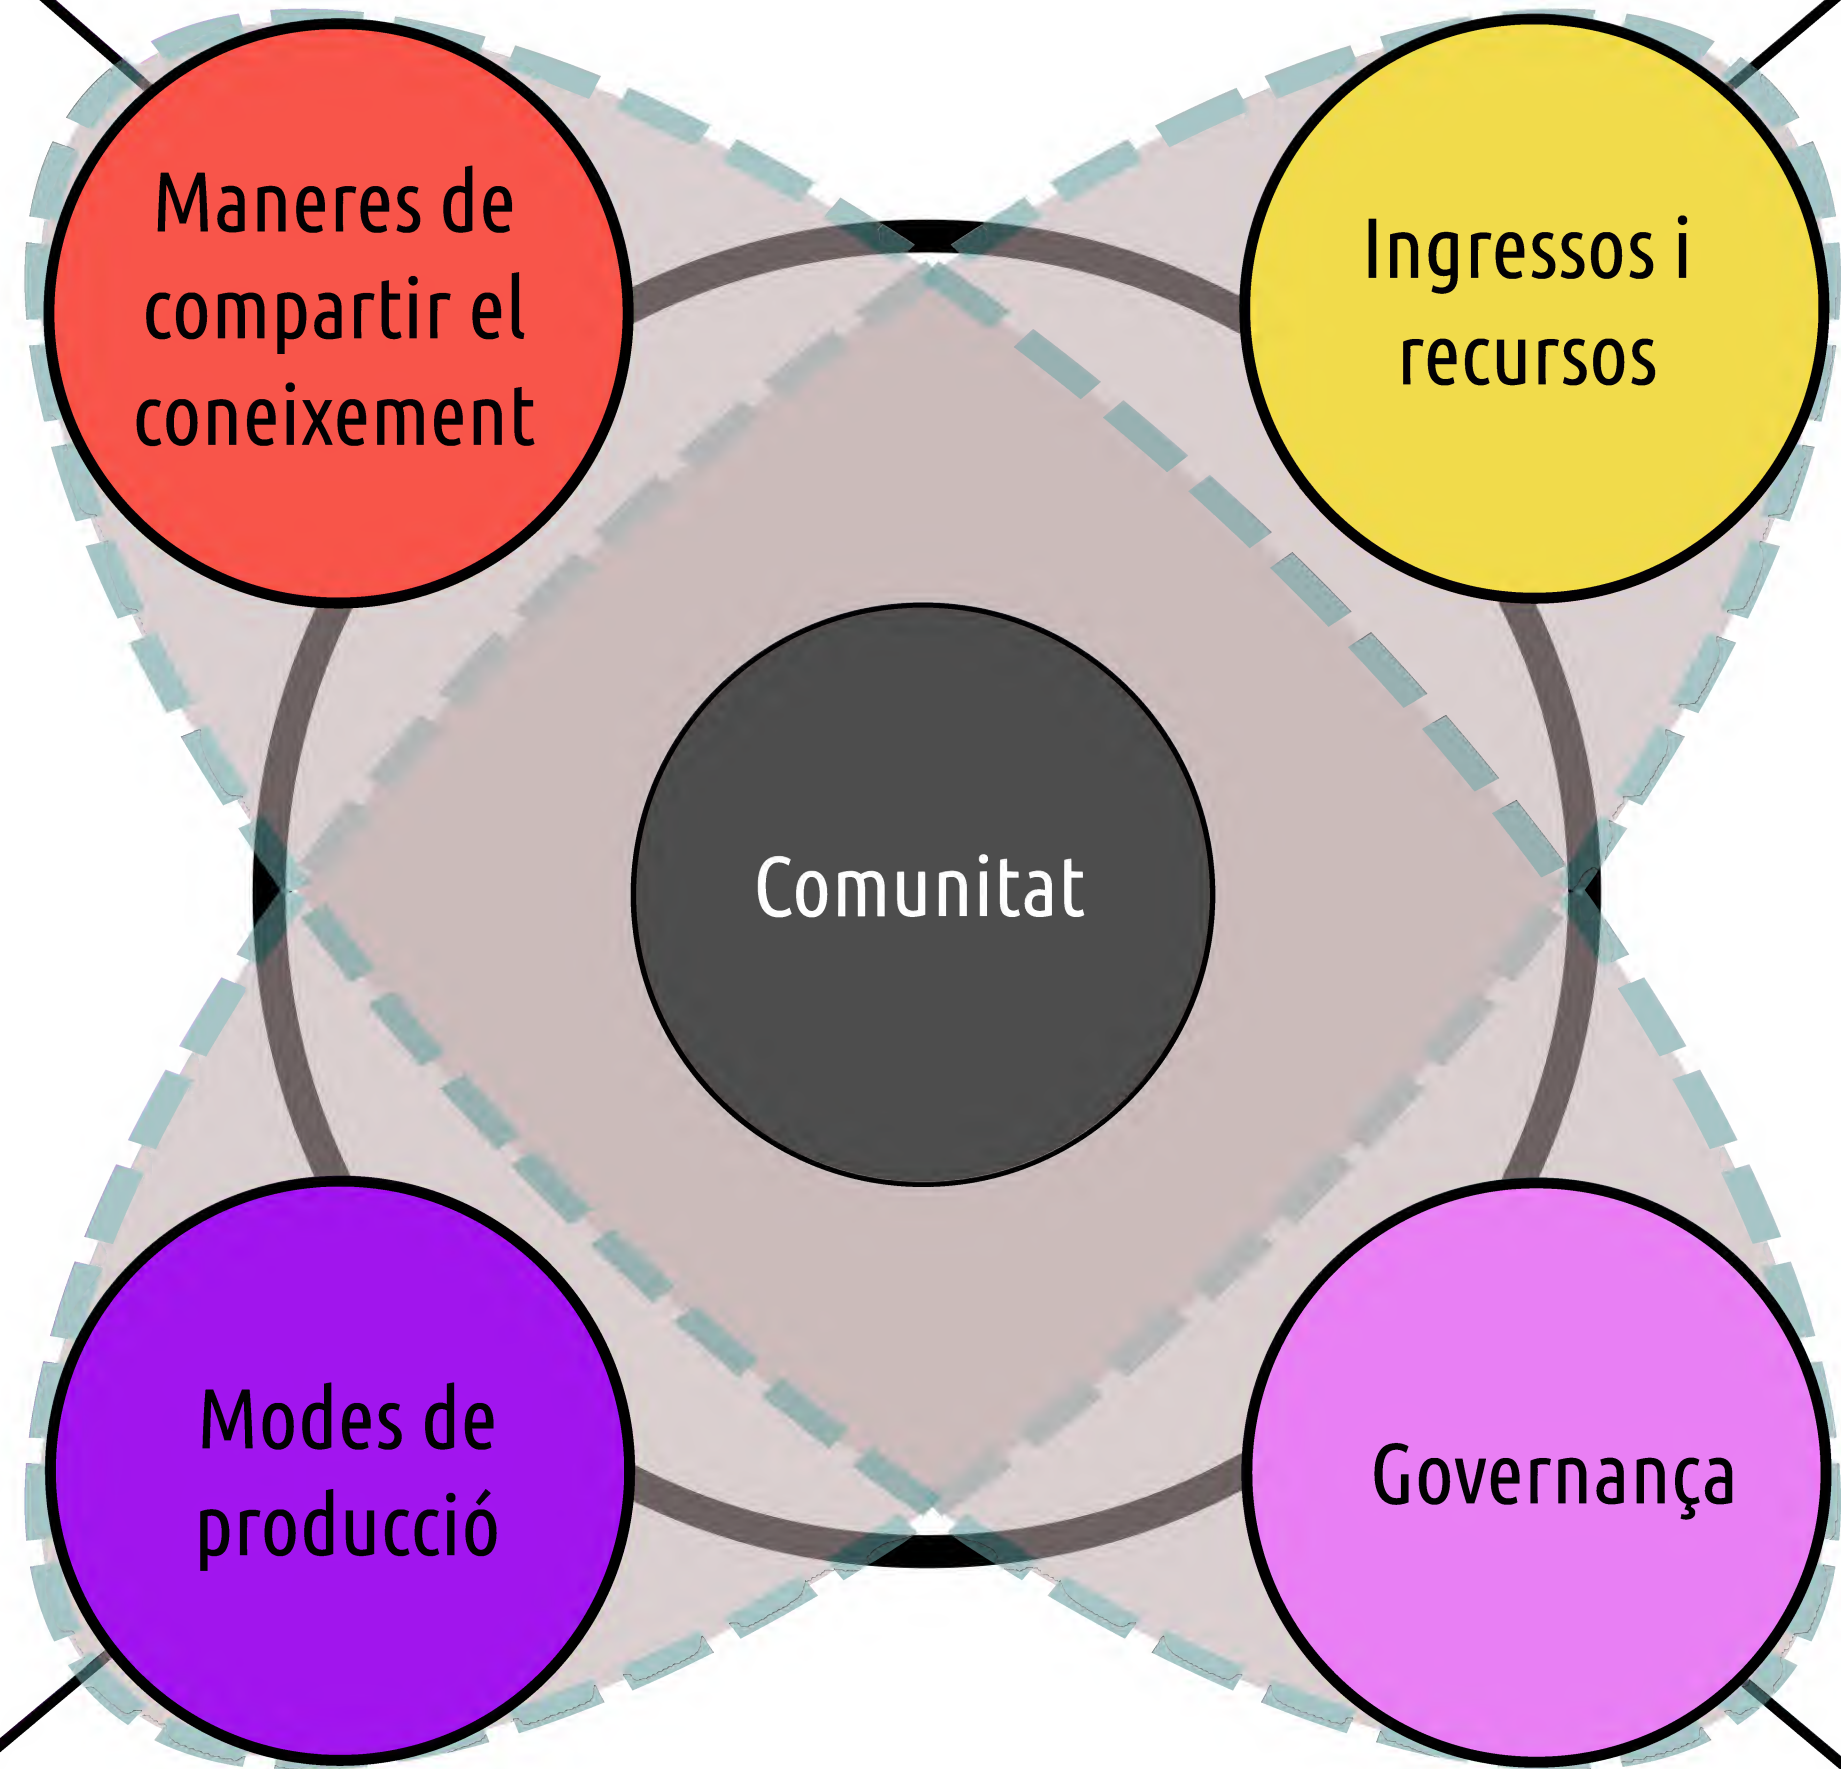 Maneres de
compartir el
coneixement
Ingressos i
recursos
Comunitat
Modes de
producció
Governança